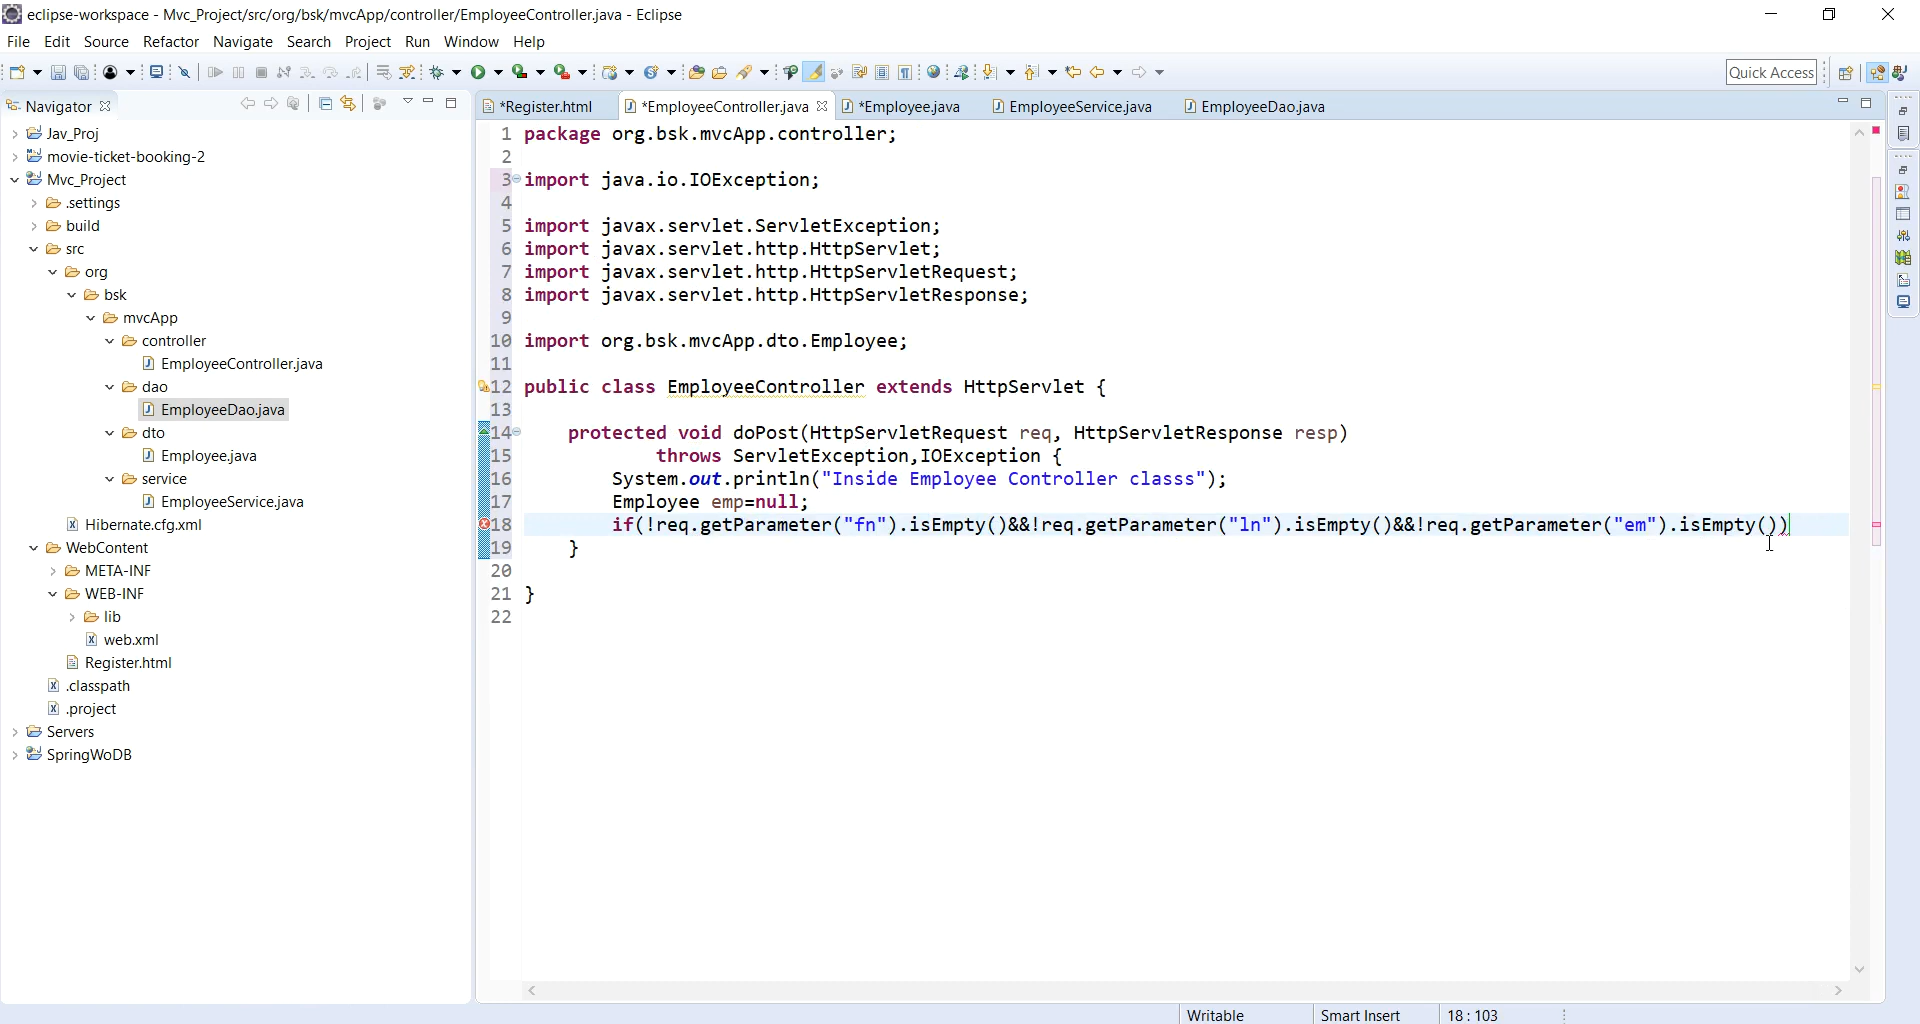 eclipse-workspace - Mvc_Project/src/org/bsk/mvcApp/controller/EmployeeController.java - Eclipse
File Edit Source Refactor Navigate Search Project Run Window Help
Quick Access
Navigator
*Register.html *EmployeeController.java *Employee.java EmployeeService.java EmployeeDao.java
Jav_Proj
movie-ticket-booking-2
Mvc_Project
.settings
build
src
org
bsk
mvcApp
controller
EmployeeController.java
dao
EmployeeDao.java
dto
Employee.java
service
EmployeeService.java
Hibernate.cfg.xml
WebContent
META-INF
WEB-INF
lib
web.xml
Register.html
.classpath
.project
Servers
SpringWoDB
1 package org.bsk.mvcApp.controller;
2
3 import java.io.IOException;
4
5 import javax.servlet.ServletException;
6 import javax.servlet.http.HttpServlet;
7 import javax.servlet.http.HttpServletRequest;
8 import javax.servlet.http.HttpServletResponse;
9
10 import org.bsk.mvcApp.dto.Employee;
11
12 public class EmployeeController extends HttpServlet {
13
14 protected void doPost(HttpServletRequest req, HttpServletResponse resp)
15 throws ServletException,IOException {
16 System.out.println("Inside Employee Controller classs");
17 Employee emp=null;
18 if(!req.getParameter("fn").isEmpty()&&!req.getParameter("ln").isEmpty()&&!req.getParameter("em").isEmpty())
19 }
20
21 }
22
Writable Smart Insert 18 : 103